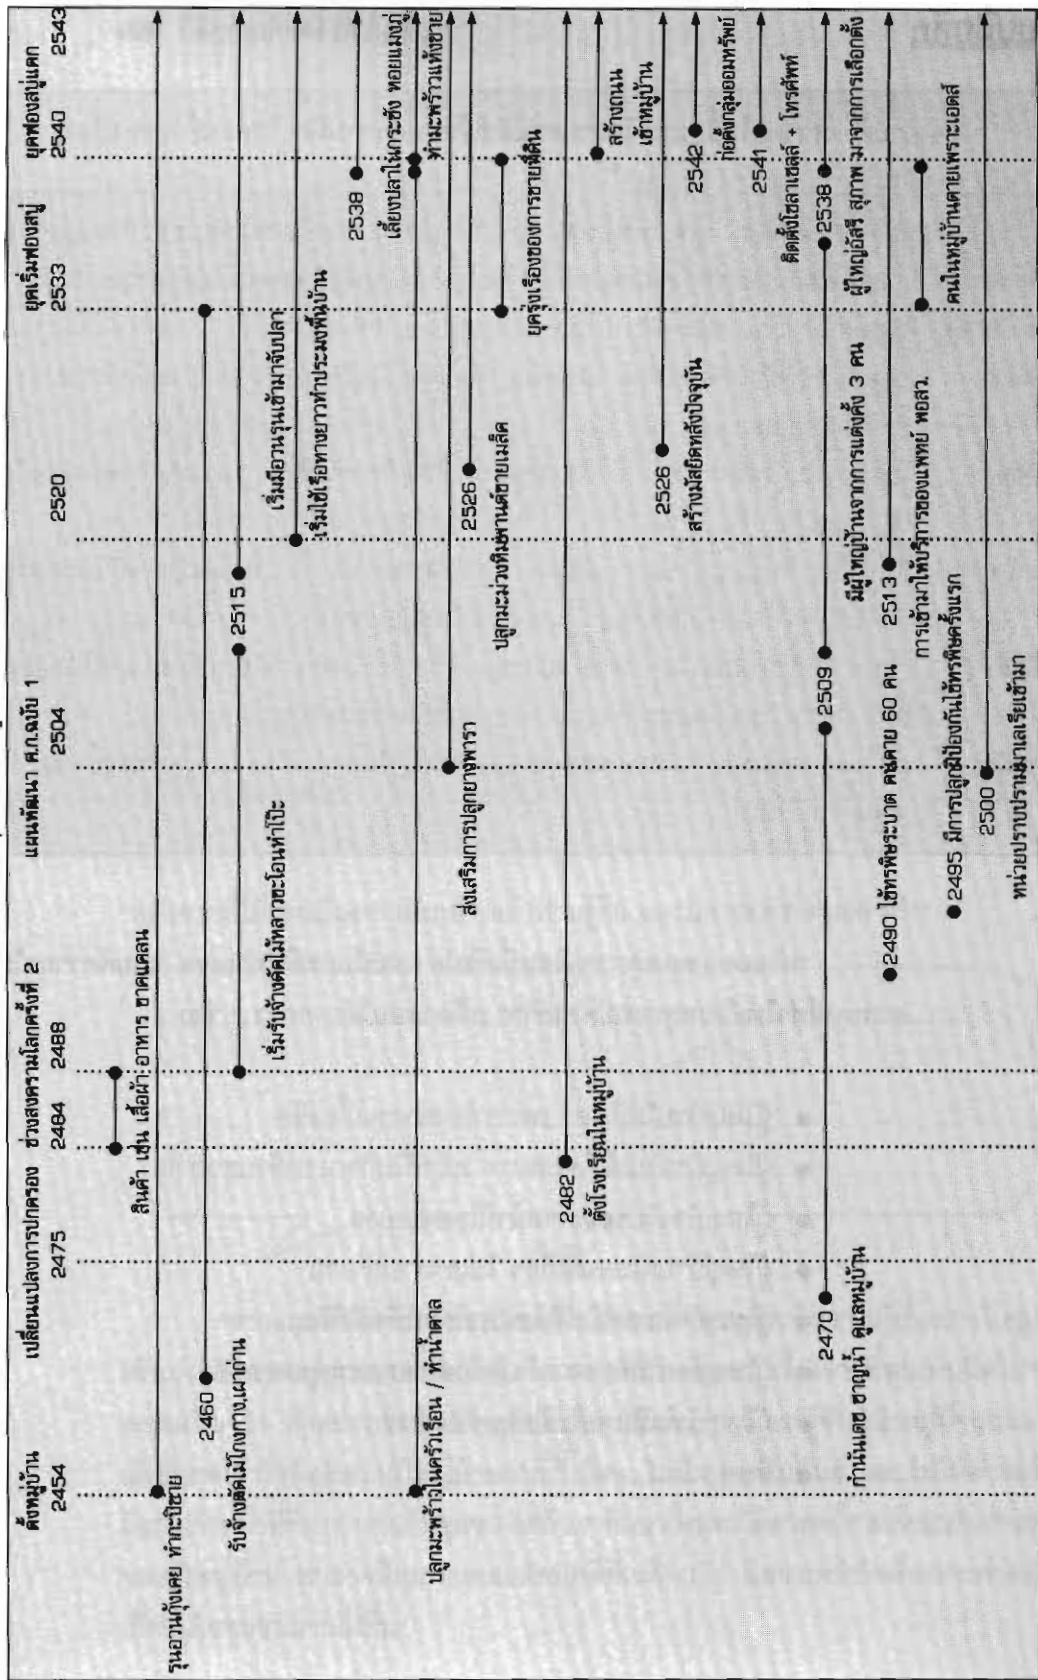 ตั้งหมู่บ้าน
เปลี่ยนแปลงการปกครอง
ช่วงสงครามโลกครั้งที่ 2
แผนพัฒนา ศ.ก.ฉบับ 1
ยุคเริ่มฟองสบู่
ยุคฟองสบู่แตก
2454
2475
2484
2488
2504
2520
2533
2540
2543
สินค้า เช่น เสื้อผ้า อาหาร ขาดแคลน
รุนอวนกุ้งเคย ทำกะปิขาย
2460
รับจ้างตัดไม้โกงกาง,เผาถ่าน
2515
เริ่มรับจ้างตัดไม้หลาวชะโอนทำโป๊ะ
เริ่มมีอวนรุนเข้ามาจับปลา
เริ่มใช้เรือหางยาวทำประมงพื้นบ้าน
2538
เลี้ยงปลาในกระชัง หอยแมงภู่
ปลูกมะพร้าวในครัวเรือน / ทำน้ำตาล
ทำมะพร้าวแห้งขาย
ส่งเสริมการปลูกยางพารา
2526
ปลูกมะม่วงหิมพานต์ขายเมล็ด
ยุครุ่งเรืองของการขายที่ดิน
2482
ตั้งโรงเรียนในหมู่บ้าน
สร้างถนน
เข้าหมู่บ้าน
2526
สร้างมัสยิดหลังปัจจุบัน
2542
ก่อตั้งกลุ่มออมทรัพย์
2541
ติดตั้งโซลาเซลล์ + โทรศัพท์
2470
2509
2538
กำนันเดช ชาญน้ำ ดูแลหมู่บ้าน
มีผู้ใหญ่บ้านจากการแต่งตั้ง 3 คน
ผู้ใหญ่อัสรี สุภาพ มาจากการเลือกตั้ง
2490 ไข้ทรพิษระบาด คนตาย 60 คน
2513
การเข้ามาให้บริการของแพทย์ พอสว.
คนในหมู่บ้านตายเพราะเอดส์
2495 มีการปลูกฝีป้องกันไข้ทรพิษครั้งแรก
2500
หน่วยปราบปรามมาเลเรียเข้ามา